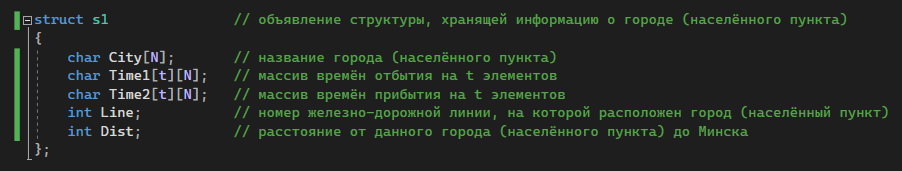 struct sl // объявление структуры, хранящей информацию о городе (населённого пункта)
{
char City[N]; // название города (населённого пункта)
char Time1[t][N]; // массив времён отбытия на t элементов
char Time2[t][N]; // массив времён прибытия на t элементов
int Line; // номер железно-дорожной линии, на которой расположен город (населённый пункт)
int Dist; // расстояние от данного города (населённого пункта) до Минска
};